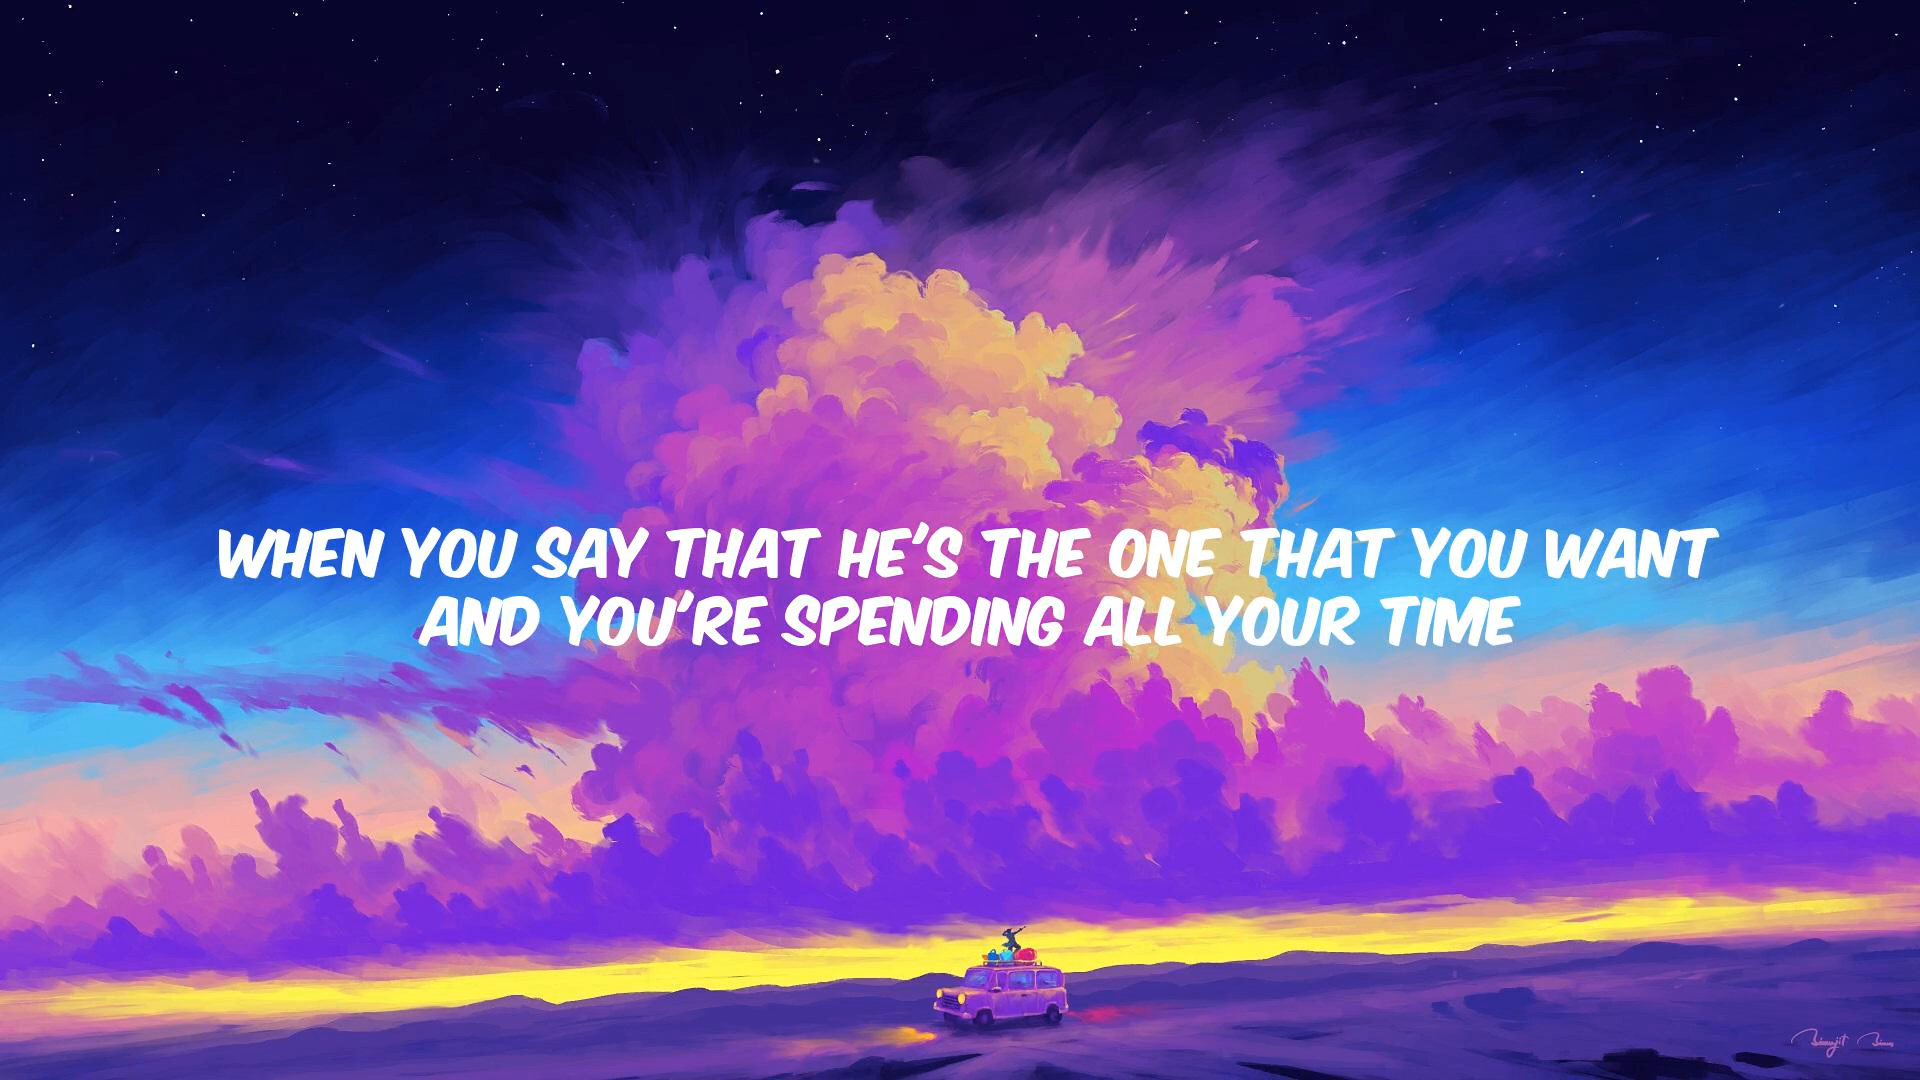 WHEN YOU SAY THAT HE'S THE ONE THAT YOU WANT
AND YOU'RE SPENDING ALL YOUR TIME